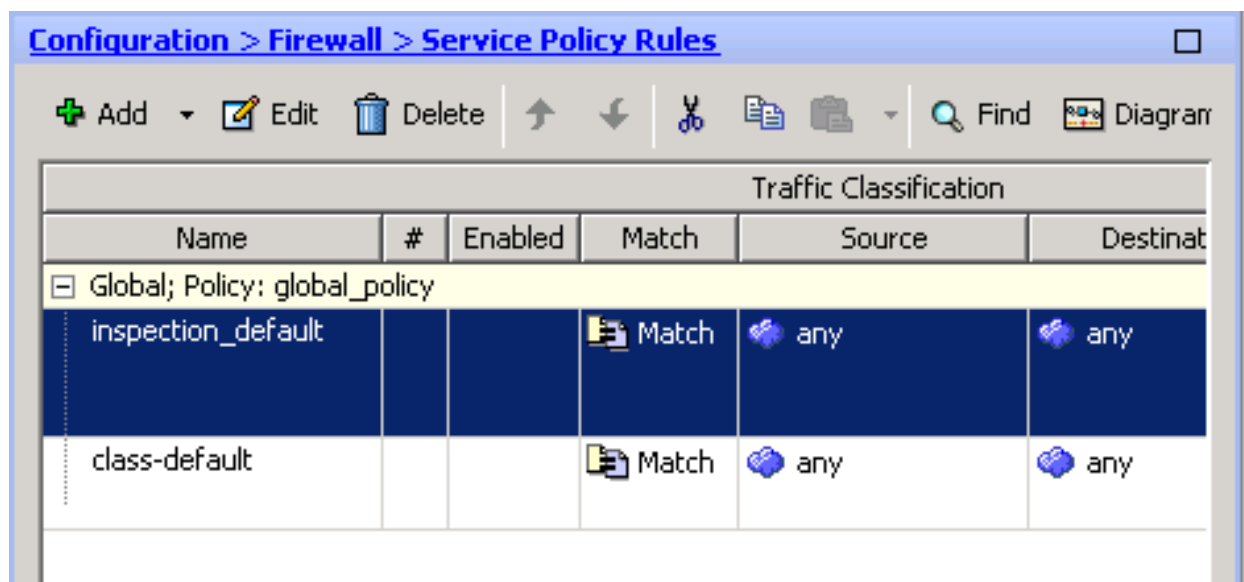 Configuration > Firewall > Service Policy Rules
Add Edit Delete Find Diagram
Traffic Classification
Name # Enabled Match Source Destinat
Global; Policy: global_policy
inspection_default Match any any
class-default Match any any